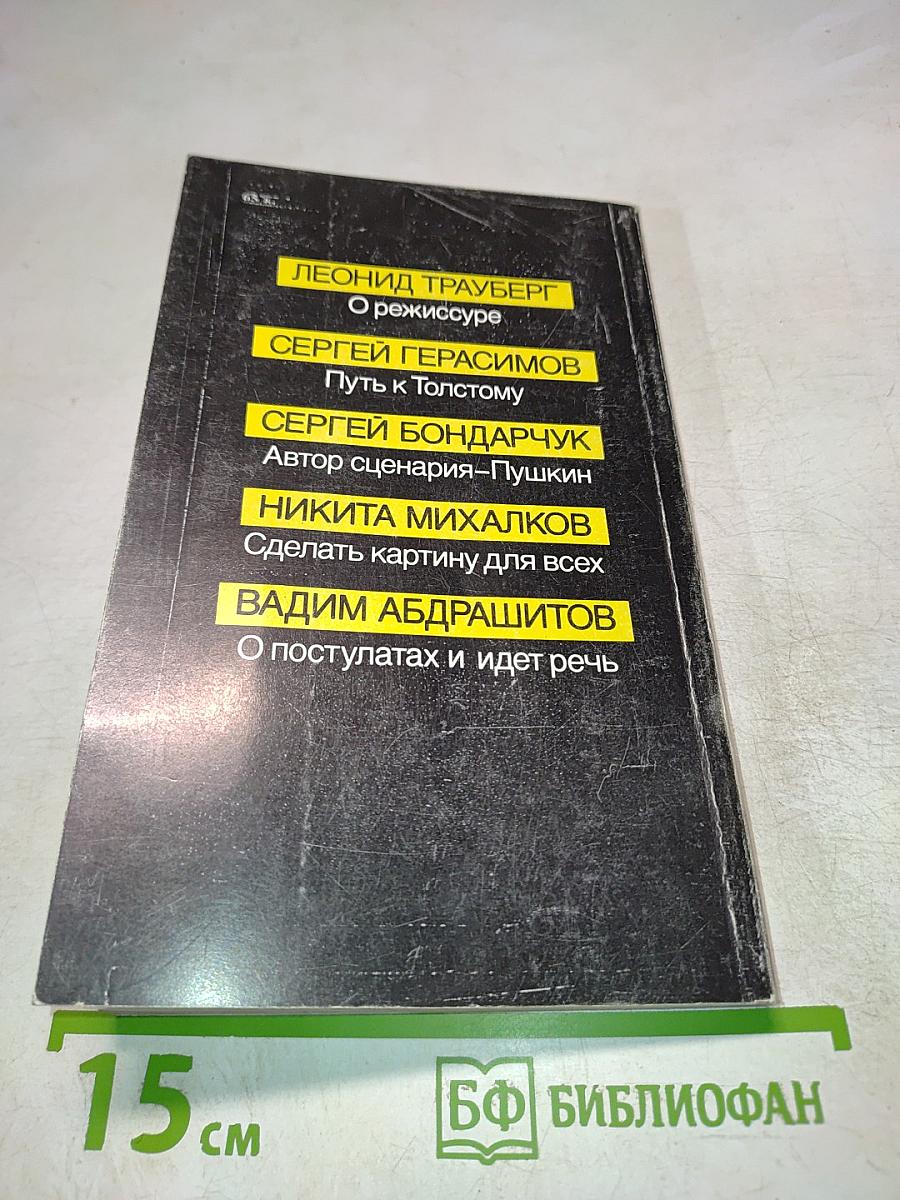 ЛЕОНИД ТРАУБЕРГ
О режиссуре
СЕРГЕЙ ГЕРАСИМОВ
Путь к Толстому
СЕРГЕЙ БОНДАРЧУК
Автор сценария–Пушкин
НИКИТА МИХАЛКОВ
Сделать картину для всех
ВАДИМ АБДРАШИТОВ
О постулатах и идет речь
15 см
БФ БИБЛИОФАН